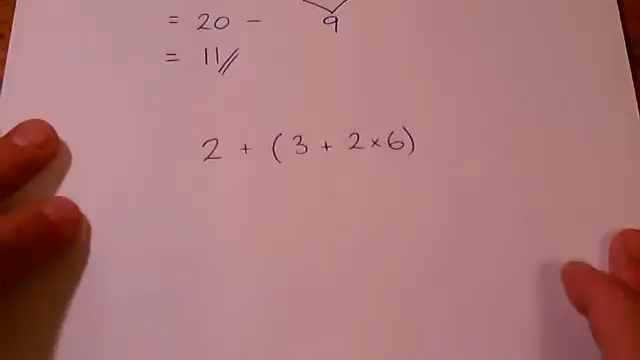 = 20 - 9
= 11//
2 + (3 + 2×6)